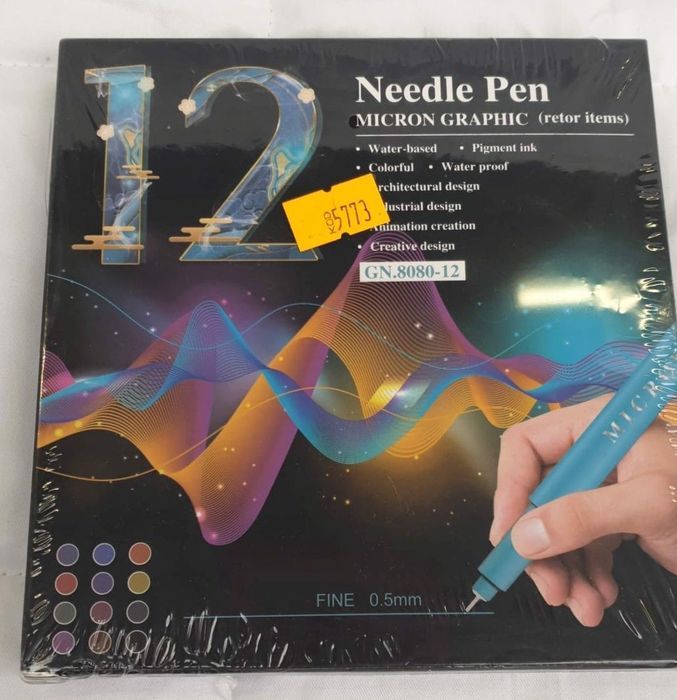 12
Needle Pen
MICRON GRAPHIC (retor items)
• Water-based • Pigment ink
• Colorful • Water proof
rchitectural design
dustrial design
nimation creation
• Creative design
GN.8080-12
5773
MICR
FINE 0.5mm